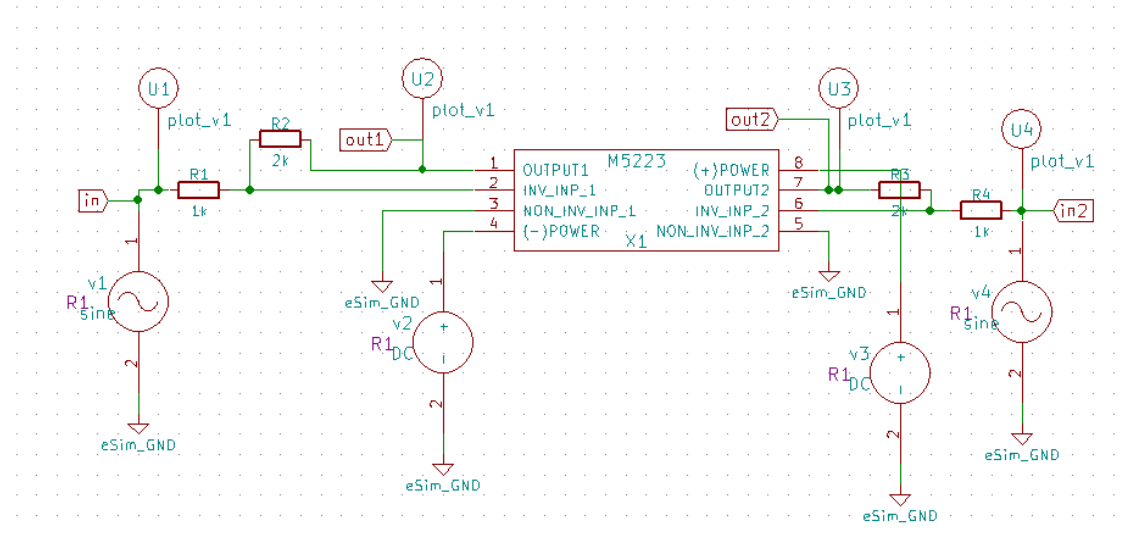 U1
plot_v1
U2
plot_v1
U3
plot_v1
U4
plot_v1
R2
2k
out1
out2
R1
1k
in
M5223
1
OUTPUT1
2
INV_INP_1
3
NON_INV_INP_1
4
(-)POWER
X1
(+)POWER
8
OUTPUT2
7
INV_INP_2
6
NON_INV_INP_2
5
R3
2k
R4
1k
in2
1
v1
R1
sine
2
eSim_GND
eSim_GND
1
v2
R1
DC
+
-
2
eSim_GND
eSim_GND
1
v3
R1
DC
+
-
2
eSim_GND
1
v4
R1
sine
2
eSim_GND